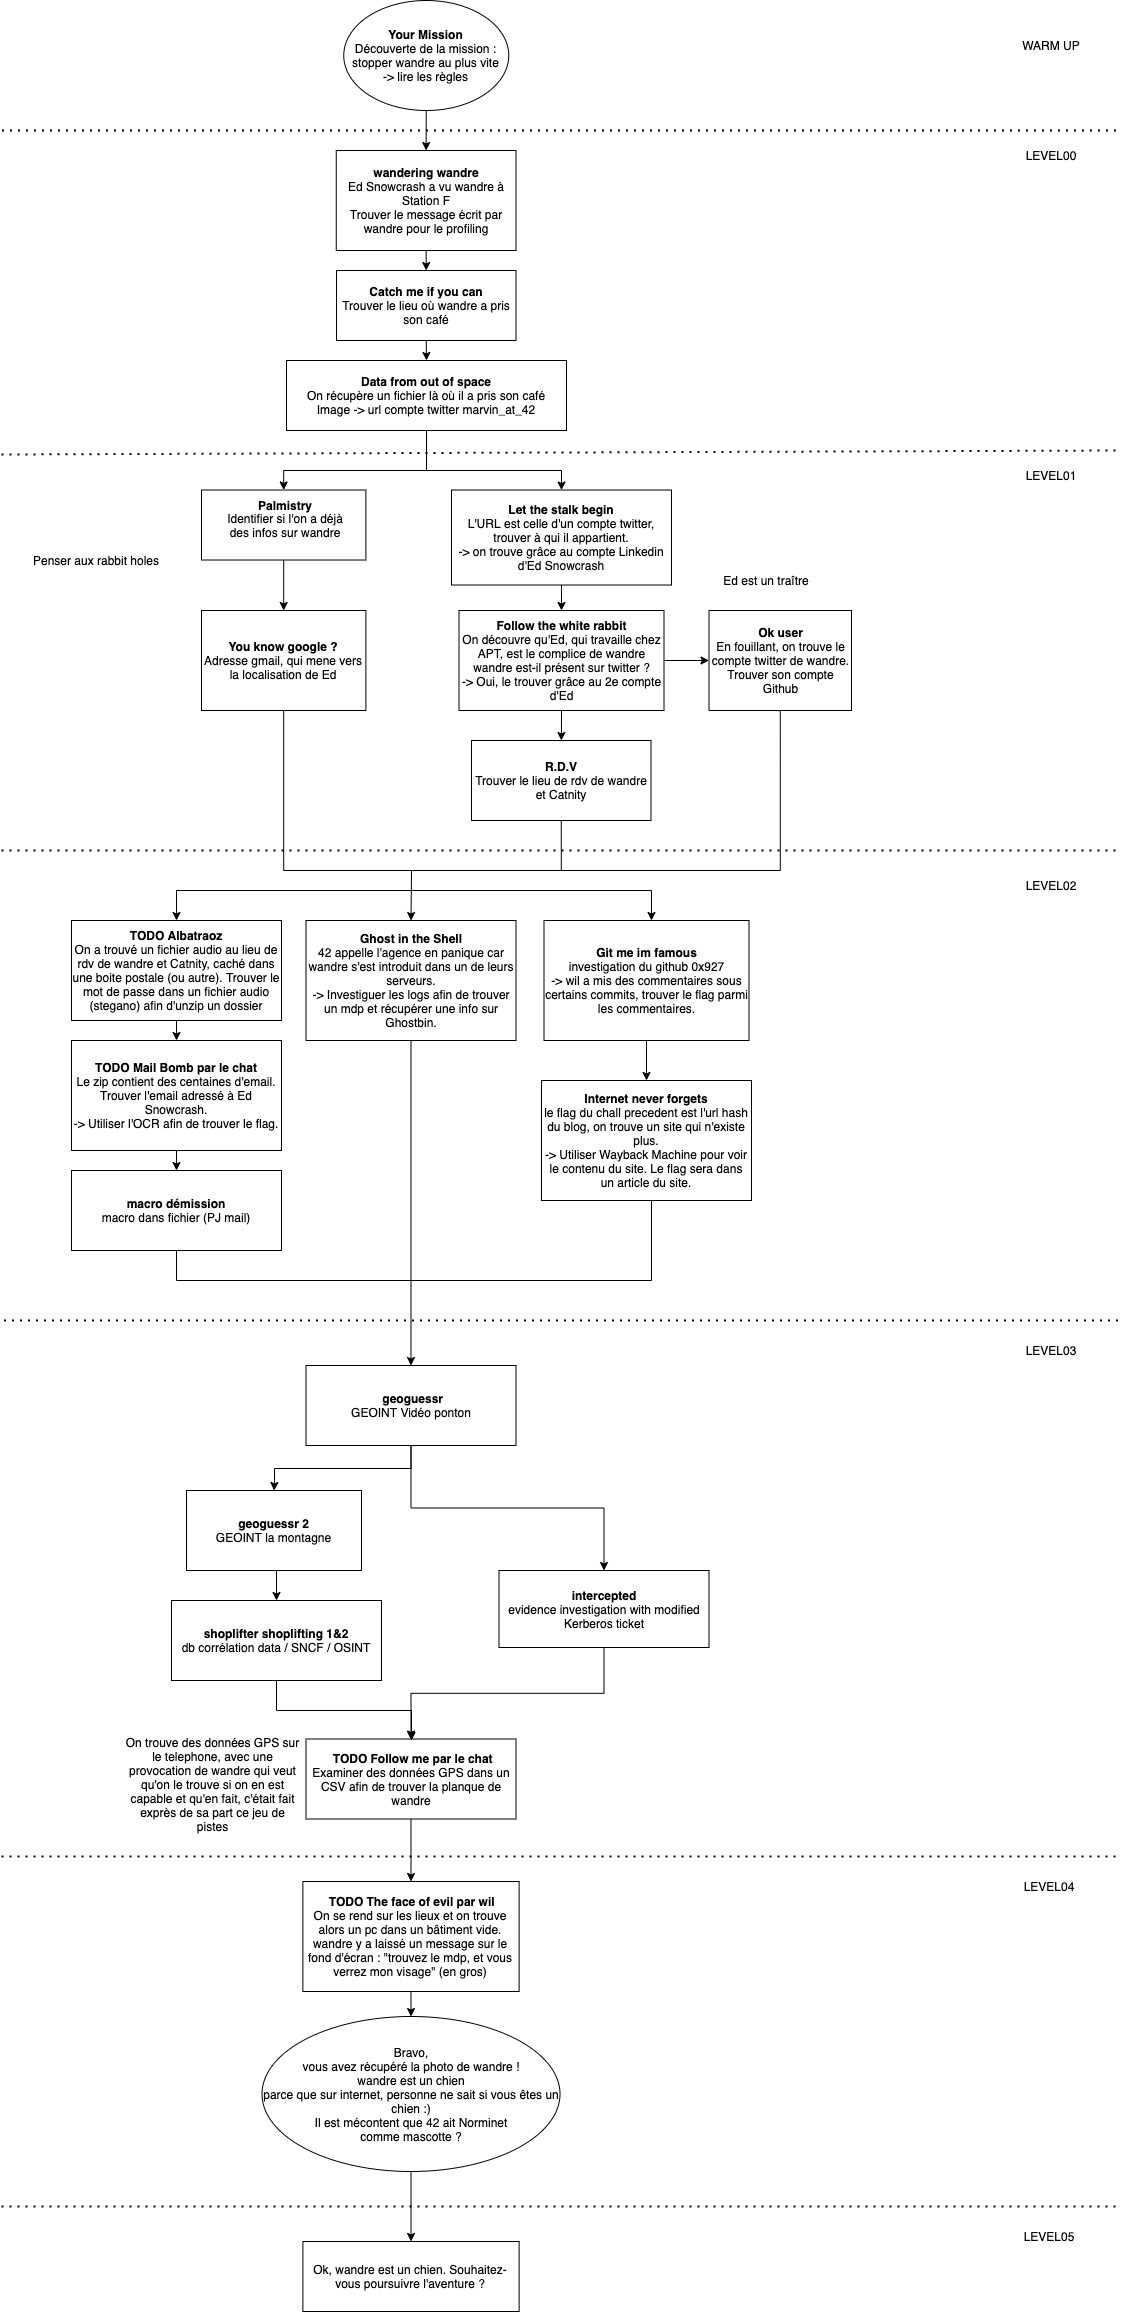 Your Mission
Découverte de la mission :
stopper wandre au plus vite
-> lire les règles
WARM UP
LEVEL00
wandering wandre
Ed Snowcrash a vu wandre à
Station F
Trouver le message écrit par
wandre pour le profiling
Catch me if you can
Trouver le lieu où wandre a pris
son café
Data from out of space
On récupère un fichier là où il a pris son café
Image -> url compte twitter marvin_at_42
LEVEL01
Palmistry
Identifier si l'on a déjà
des infos sur wandre
Let the stalk begin
L'URL est celle d'un compte twitter,
trouver à qui il appartient.
-> on trouve grâce au compte Linkedin
d'Ed Snowcrash
Penser aux rabbit holes
Ed est un traître
You know google ?
Adresse gmail, qui mene vers
la localisation de Ed
Follow the white rabbit
On découvre qu'Ed, qui travaille chez
APT, est le complice de wandre
wandre est-il présent sur twitter ?
-> Oui, le trouver grâce au 2e compte
d'Ed
Ok user
En fouillant, on trouve le
compte twitter de wandre.
Trouver son compte
Github
R.D.V
Trouver le lieu de rdv de wandre
et Catnity
LEVEL02
TODO Albatraoz
On a trouvé un fichier audio au lieu de
rdv de wandre et Catnity, caché dans
une boite postale (ou autre). Trouver le
mot de passe dans un fichier audio
(stegano) afin d'unzip un dossier
Ghost in the Shell
42 appelle l'agence en panique car
wandre s'est introduit dans un de leurs
serveurs.
-> Investiguer les logs afin de trouver
un mdp et récupérer une info sur
Ghostbin.
Git me im famous
investigation du github 0x927
-> wil a mis des commentaires sous
certains commits, trouver le flag parmi
les commentaires.
TODO Mail Bomb par le chat
Le zip contient des centaines d'email.
Trouver l'email adressé à Ed
Snowcrash.
-> Utiliser l'OCR afin de trouver le flag.
Internet never forgets
le flag du chall precedent est l'url hash
du blog, on trouve un site qui n'existe
plus.
-> Utiliser Wayback Machine pour voir
le contenu du site. Le flag sera dans
un article du site.
macro démission
macro dans fichier (PJ mail)
LEVEL03
geoguessr
GEOINT Vidéo ponton
geoguessr 2
GEOINT la montagne
intercepted
evidence investigation with modified
Kerberos ticket
shoplifter shoplifting 1&2
db corrélation data / SNCF / OSINT
On trouve des données GPS sur
le telephone, avec une
provocation de wandre qui veut
qu'on le trouve si on en est
capable et qu'en fait, c'était fait
exprès de sa part ce jeu de
pistes
TODO Follow me par le chat
Examiner des données GPS dans un
CSV afin de trouver la planque de
wandre
LEVEL04
TODO The face of evil par wil
On se rend sur les lieux et on trouve
alors un pc dans un bâtiment vide.
wandre y a laissé un message sur le
fond d'écran : "trouvez le mdp, et vous
verrez mon visage" (en gros)
Bravo,
vous avez récupéré la photo de wandre !
wandre est un chien
parce que sur internet, personne ne sait si vous êtes un
chien :)
Il est mécontent que 42 ait Norminet
comme mascotte ?
LEVEL05
Ok, wandre est un chien. Souhaitez-
vous poursuivre l'aventure ?